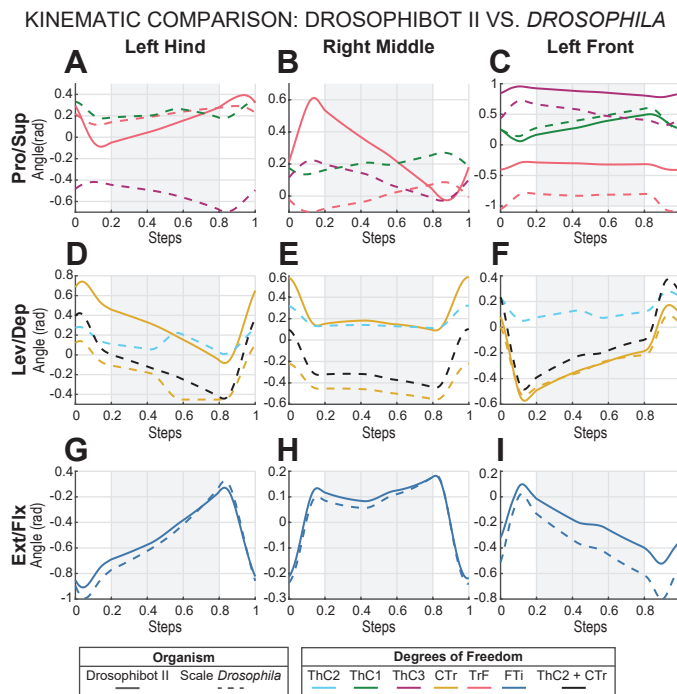 KINEMATIC COMPARISON: DROSOPHIBOT II VS. DROSOPHILA
Left Hind Right Middle Left Front
A B C
Pro/Sup
Angle(rad)
0.4
0.2
0
-0.2
-0.4
-0.6
0 0.2 0.4 0.6 0.8 1
Steps
0.6
0.4
0.2
0
0 0.2 0.4 0.6 0.8 1
Steps
1
0.5
0
-0.5
-1
0 0.2 0.4 0.6 0.8
Steps
D E F
Lev/Dep
Angle (rad)
0.8
0.6
0.4
0.2
0
-0.2
-0.4
0 0.2 0.4 0.6 0.8 1
Steps
0.6
0.4
0.2
0
-0.2
-0.4
-0.6
0 0.2 0.4 0.6 0.8 1
Steps
0.4
0.2
0
-0.2
-0.4
-0.6
0 0.2 0.4 0.6 0.8
Steps
G H I
Ext/Flx
Angle (rad)
0.4
0
-0.2
-0.4
-0.6
-0.8
-1
0 0.2 0.4 0.6 0.8 1
Steps
0.2
0.1
0
-0.1
-0.2
-0.3
0 0.2 0.4 0.6 0.8 1
Steps
0.2
0
-0.2
-0.4
-0.6
-0.8
0 0.2 0.4 0.6 0.8
Steps
Organism
Drosophibot II Scale Drosophila
Degrees of Freedom
ThC2 ThC1 ThC3 CTr TrF FTi ThC2 + CTr